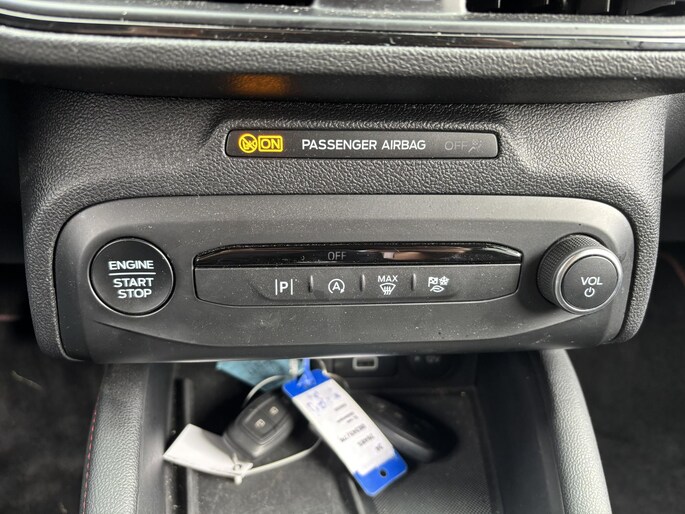 ON PASSENGER AIRBAG OFF
ENGINE
START
STOP
OFF
P
A
MAX
VOL